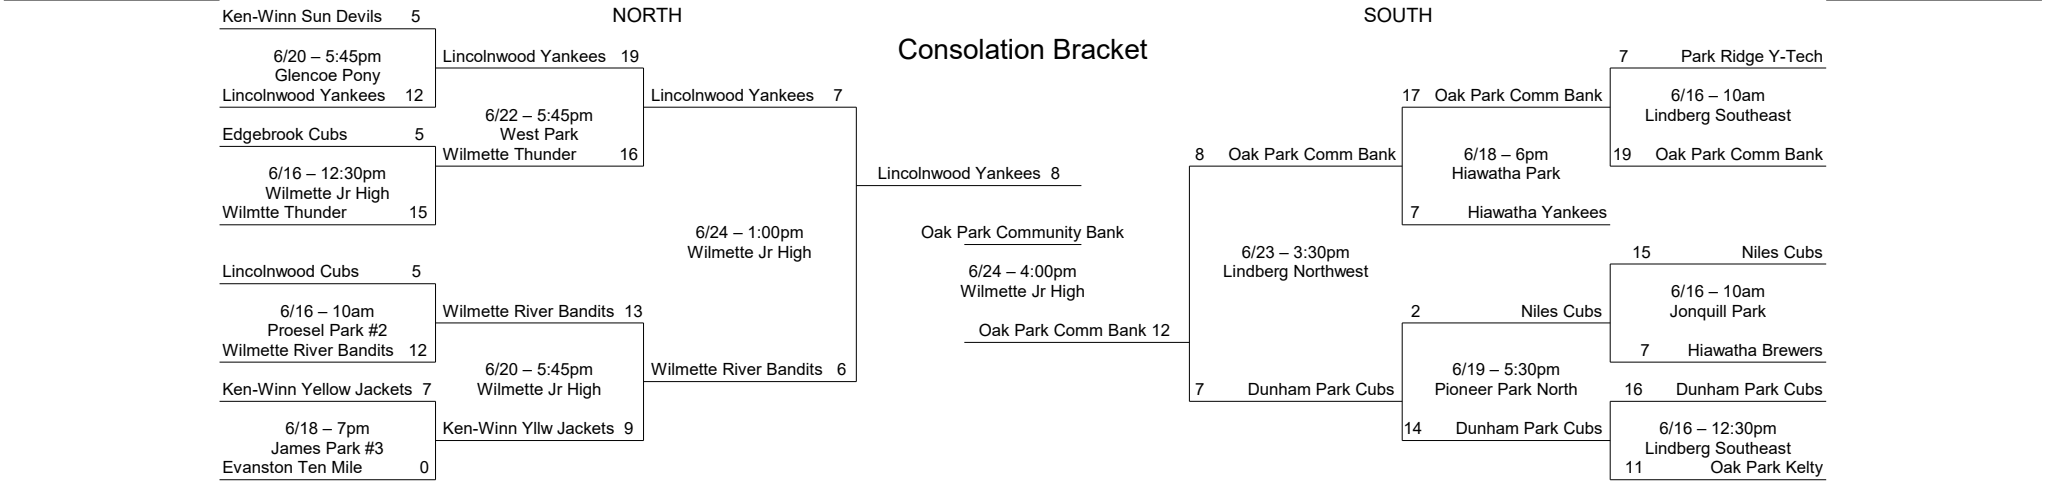 NORTH
SOUTH
Consolation Bracket
Ken-Winn Sun Devils 5
6/20 – 5:45pm
Glencoe Pony
Lincolnwood Yankees 12
Edgebrook Cubs 5
6/16 – 12:30pm
Wilmette Jr High
Wilmtte Thunder 15
Lincolnwood Cubs 5
6/16 – 10am
Proesel Park #2
Wilmette River Bandits 12
Ken-Winn Yellow Jackets 7
6/18 – 7pm
James Park #3
Evanston Ten Mile 0
Lincolnwood Yankees 19
6/22 – 5:45pm
West Park
Wilmette Thunder 16
Wilmette River Bandits 13
6/20 – 5:45pm
Wilmette Jr High
Ken-Winn Yllw Jackets 9
Lincolnwood Yankees 7
6/24 – 1:00pm
Wilmette Jr High
Wilmette River Bandits 6
Lincolnwood Yankees 8
Oak Park Community Bank
6/24 – 4:00pm
Wilmette Jr High
Oak Park Comm Bank 12
8 Oak Park Comm Bank
6/23 – 3:30pm
Lindberg Northwest
7 Dunham Park Cubs
17 Oak Park Comm Bank
6/18 – 6pm
Hiawatha Park
7 Hiawatha Yankees
2 Niles Cubs
6/19 – 5:30pm
Pioneer Park North
14 Dunham Park Cubs
7 Park Ridge Y-Tech
6/16 – 10am
Lindberg Southeast
19 Oak Park Comm Bank
15 Niles Cubs
6/16 – 10am
Jonquill Park
7 Hiawatha Brewers
16 Dunham Park Cubs
6/16 – 12:30pm
Lindberg Southeast
11 Oak Park Kelty